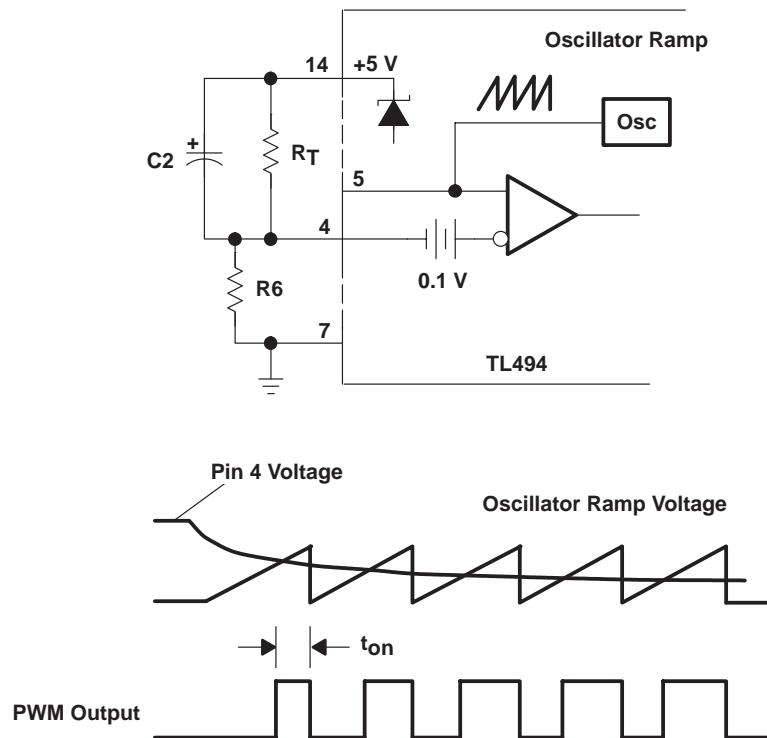 Oscillator Ramp
14 +5 V
Osc
C2 + RT
5
4
0.1 V
R6
7
TL494
Pin 4 Voltage
Oscillator Ramp Voltage
ton
PWM Output